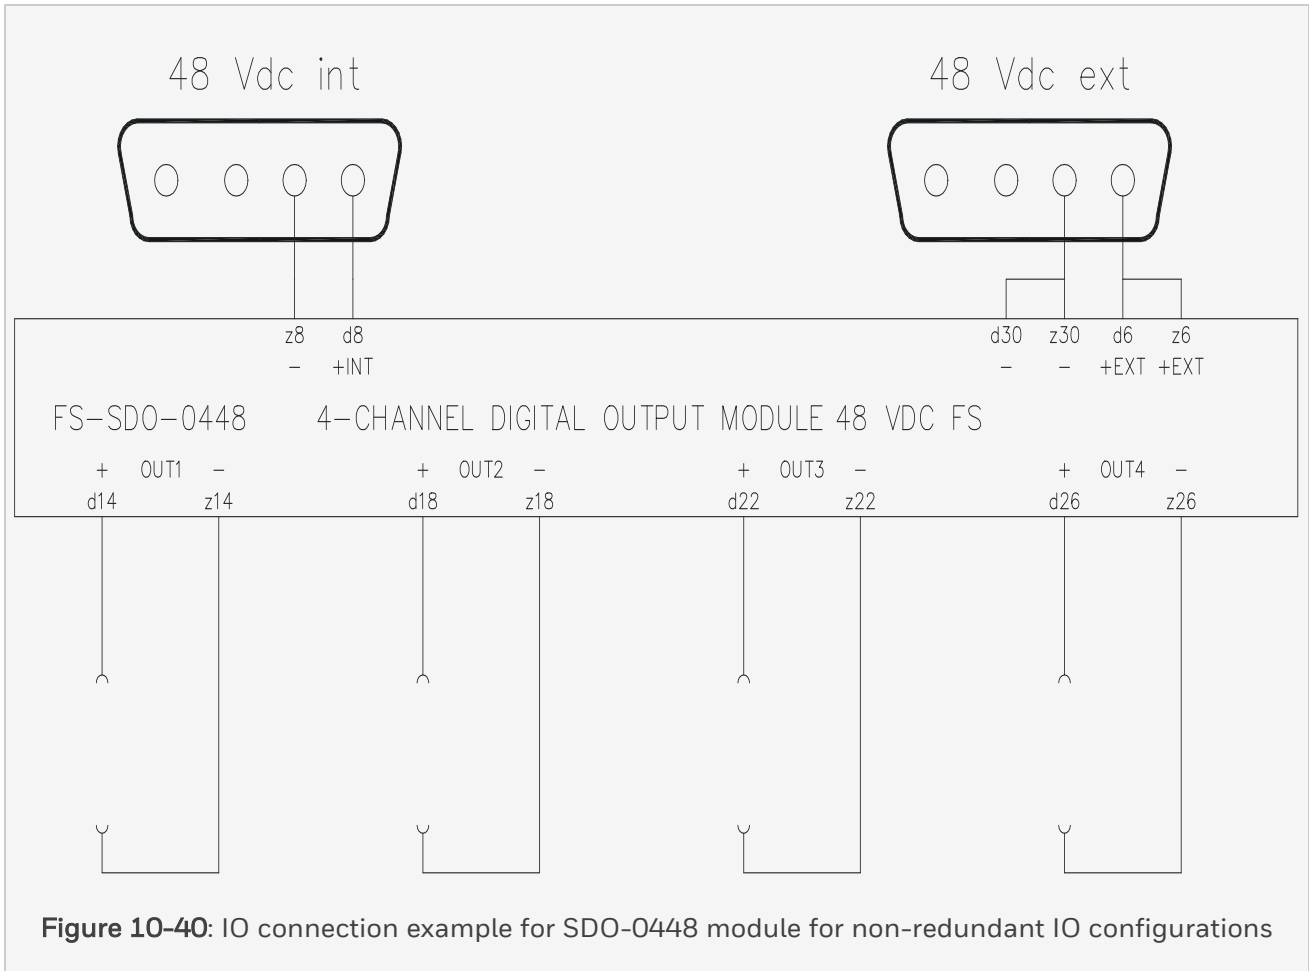 48 Vdc int 48 Vdc ext
z8 d8 d30 z30 d6 z6
- +INT - - +EXT +EXT
FS-SDO-0448 4-CHANNEL DIGITAL OUTPUT MODULE 48 VDC FS
+ OUT1 - + OUT2 - + OUT3 - + OUT4 -
d14 z14 d18 z18 d22 z22 d26 z26
Figure 10-40: IO connection example for SDO-0448 module for non-redundant IO configurations